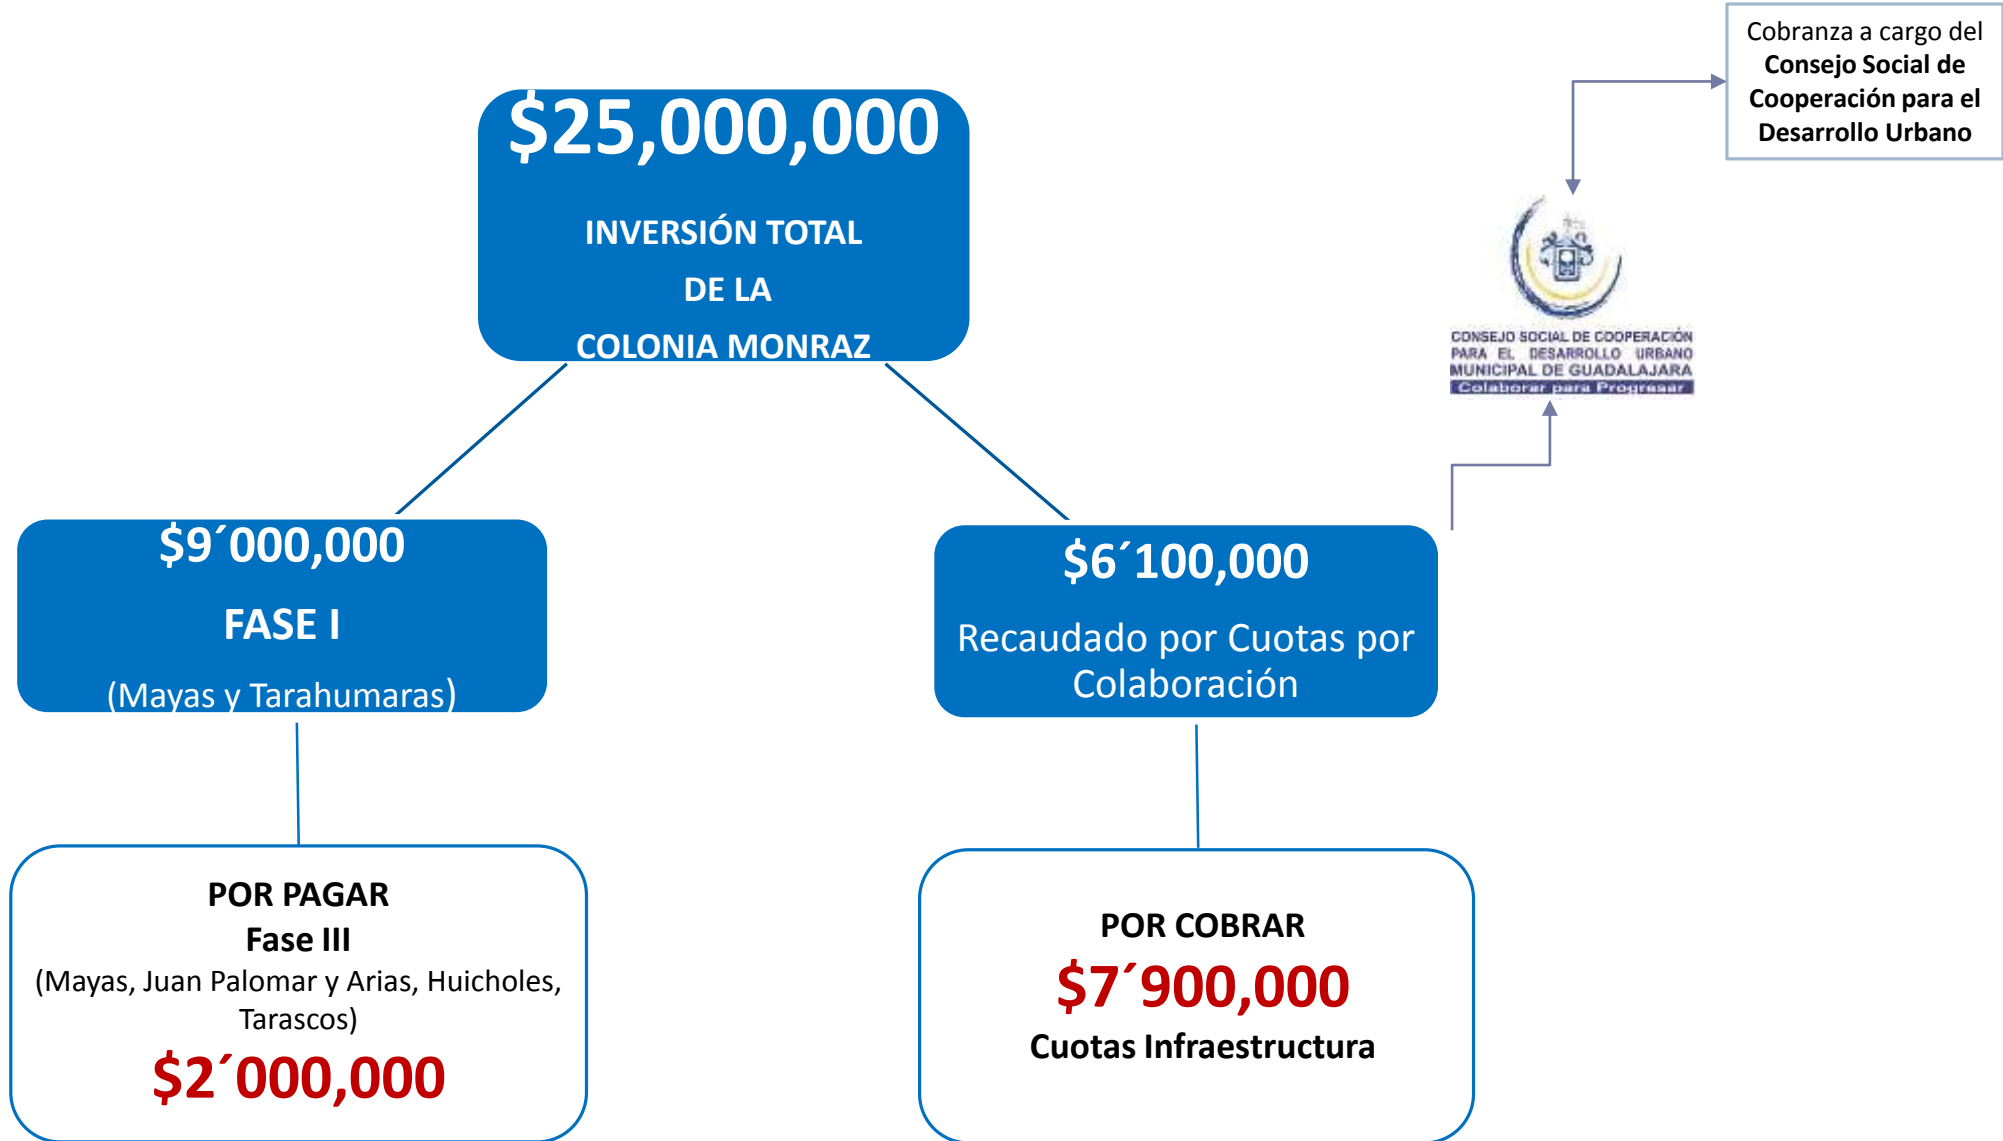 Cobranza a cargo del
Consejo Social de
Cooperación para el
Desarrollo Urbano
$25,000,000
INVERSIÓN TOTAL
DE LA
COLONIA MONRAZ
CONSEJO SOCIAL DE COOPERACIÓN
PARA EL DESARROLLO URBANO
MUNICIPAL DE GUADALAJARA
Colaborar para Progresar
$9´000,000
FASE I
(Mayas y Tarahumaras)
$6´100,000
Recaudado por Cuotas por
Colaboración
POR PAGAR
Fase III
(Mayas, Juan Palomar y Arias, Huicholes,
Tarascos)
$2´000,000
POR COBRAR
$7´900,000
Cuotas Infraestructura